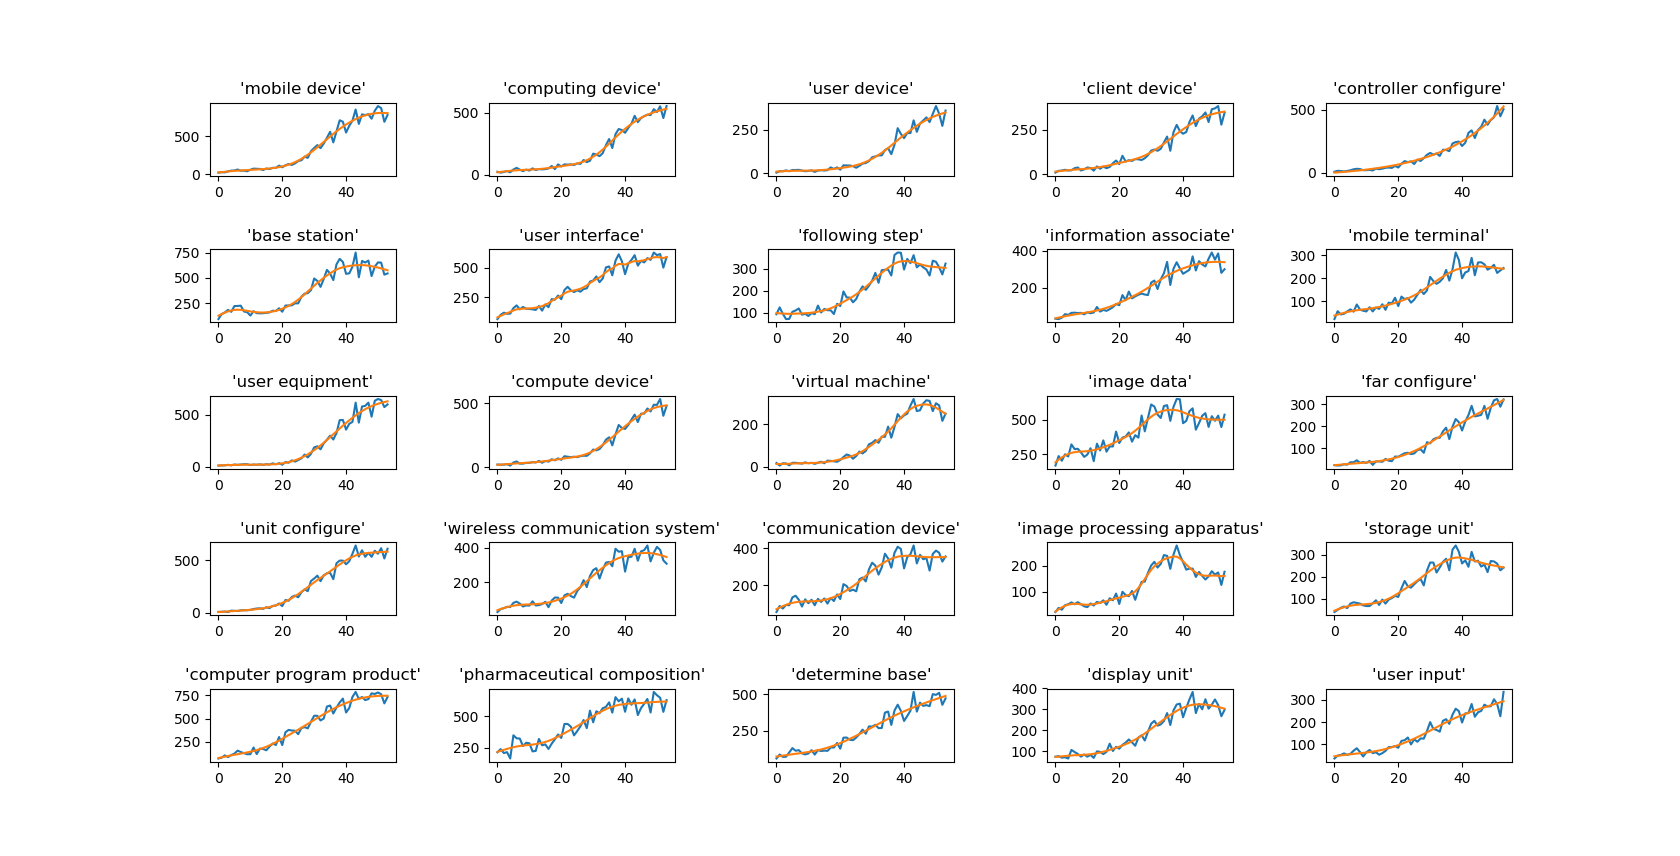 'mobile device' 'computing device' 'user device' 'client device' 'controller configure'
500 500 250 250 500
0 0 0 0 0
0 20 40 0 20 40 0 20 40 0 20 40 0 20 40
'base station' 'user interface' 'following step' 'information associate' 'mobile terminal'
750 400 300
500 500 300 200
250 250 200 200 100
100
0 20 40 0 20 40 0 20 40 0 20 40 0 20 40
'user equipment' 'compute device' 'virtual machine' 'image data' 'far configure'
500 500 200 500 300
0 0 0 250 200
100
0 20 40 0 20 40 0 20 40 0 20 40 0 20 40
'unit configure' 'wireless communication system' 'communication device' 'image processing apparatus' 'storage unit'
500 400 400 200 300
0 200 200 100 200
100
0 20 40 0 20 40 0 20 40 0 20 40 0 20 40
'computer program product' 'pharmaceutical composition' 'determine base' 'display unit' 'user input'
750 500 500 400 300
500 250 250 300 200
250 200 100
100
0 20 40 0 20 40 0 20 40 0 20 40 0 20 40